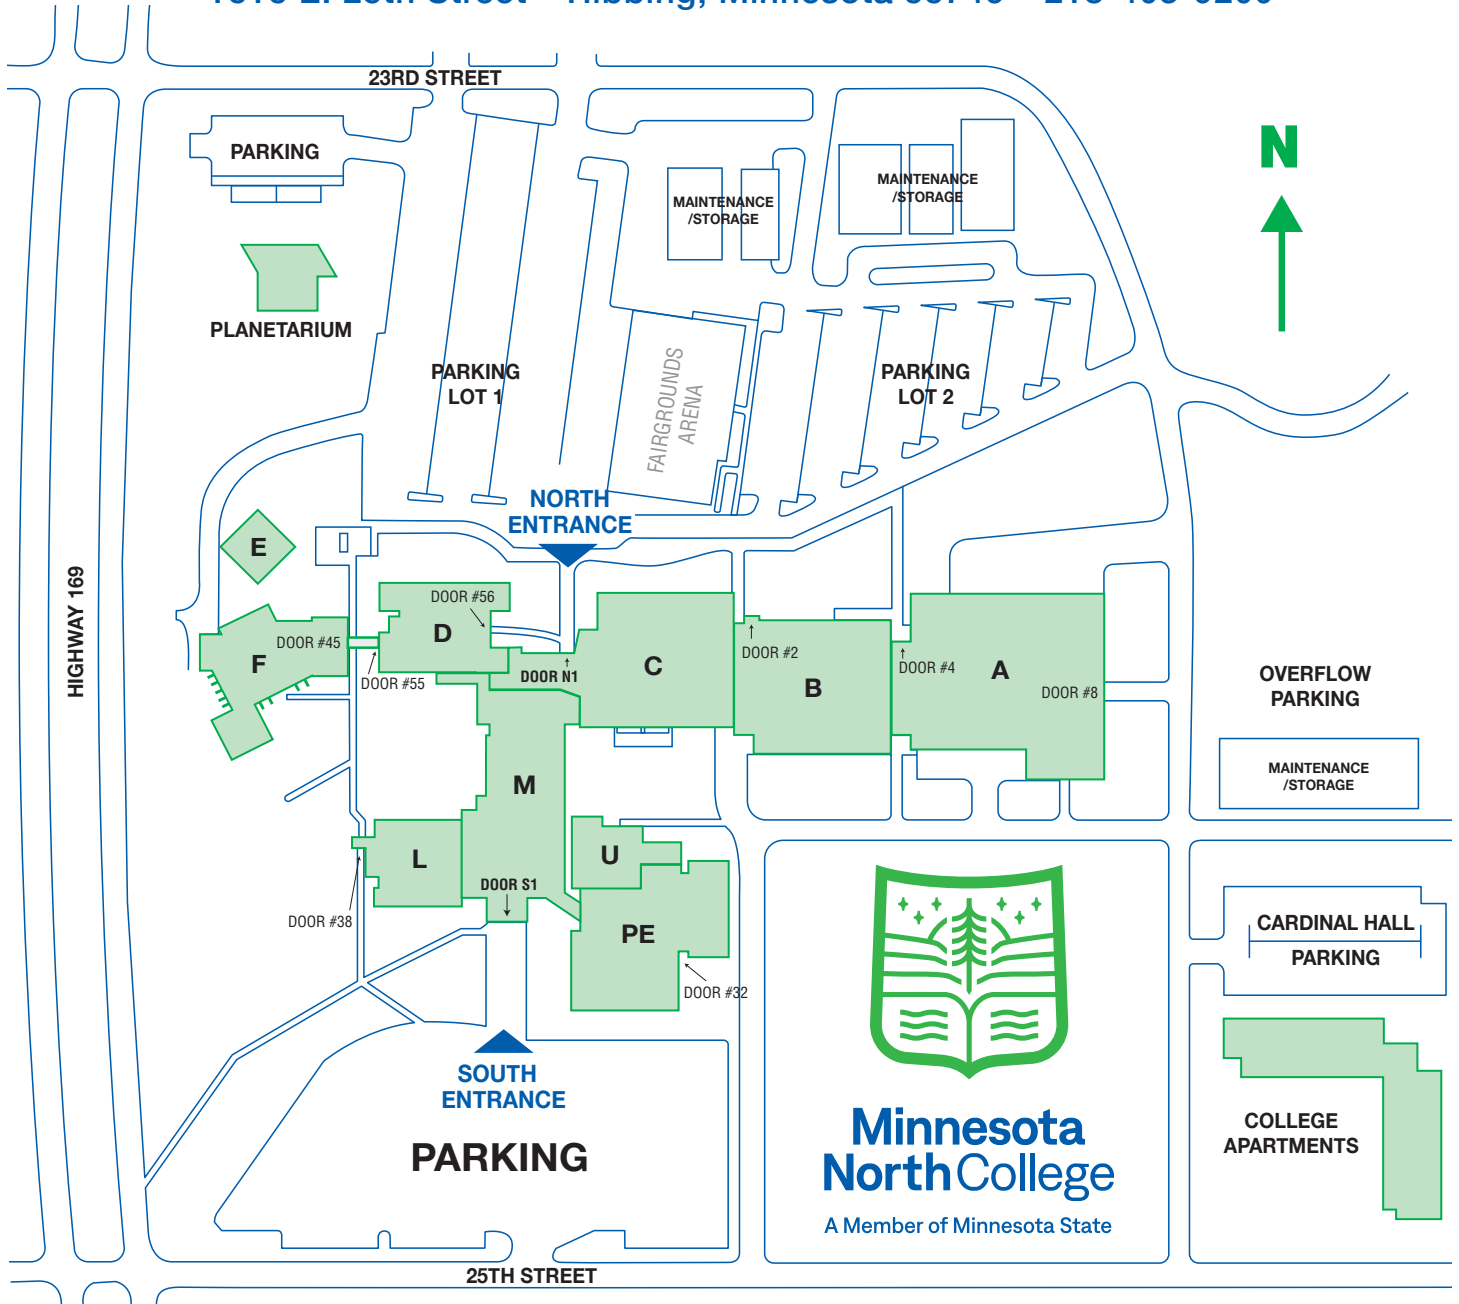 Street Hibbing, Minnesota
23RD STREET
PARKING
MAINTENANCE
/STORAGE
MAINTENANCE
/STORAGE
N
PLANETARIUM
PARKING
LOT 1
FAIRGROUNDS
ARENA
PARKING
LOT 2
NORTH
ENTRANCE
E
HIGHWAY 169
DOOR #56
D
DOOR #45
F
DOOR #55
DOOR N1
C
DOOR #2
B
DOOR #4
A
DOOR #8
OVERFLOW
PARKING
MAINTENANCE
/STORAGE
M
L
U
DOOR S1
DOOR #38
PE
DOOR #32
CARDINAL HALL
PARKING
SOUTH
ENTRANCE
PARKING
Minnesota
North College
A Member of Minnesota State
COLLEGE
APARTMENTS
25TH STREET